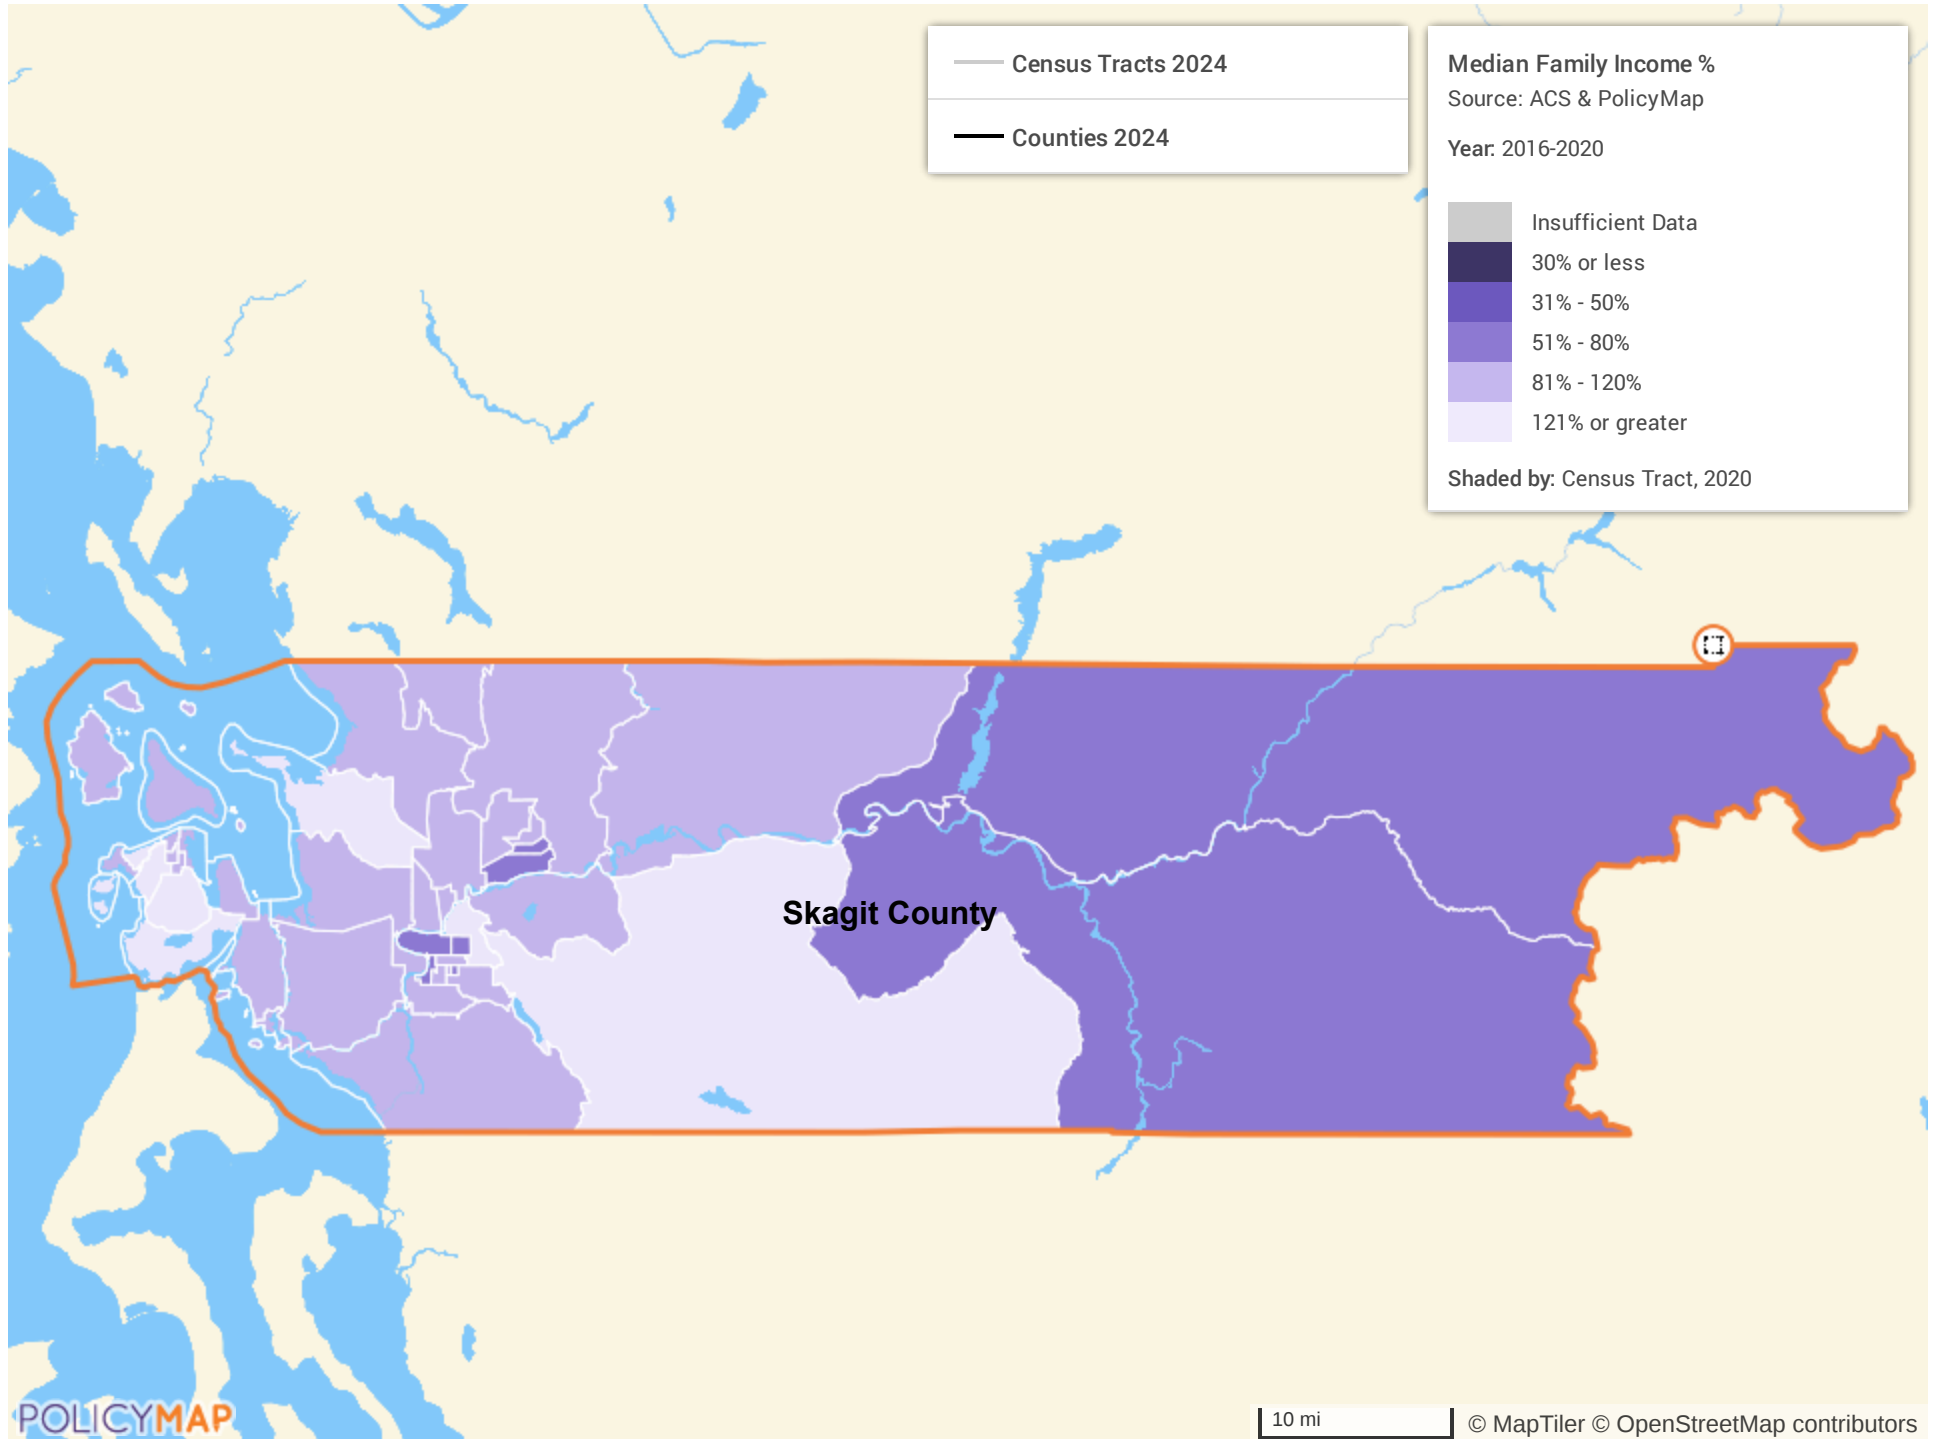 Census Tracts 2024
Counties 2024
Median Family Income %
Source: ACS & PolicyMap
Year: 2016-2020
Insufficient Data
30% or less
31% - 50%
51% - 80%
81% - 120%
121% or greater
Shaded by: Census Tract, 2020
Skagit County
POLICYMAP
10 mi
© MapTiler © OpenStreetMap contributors